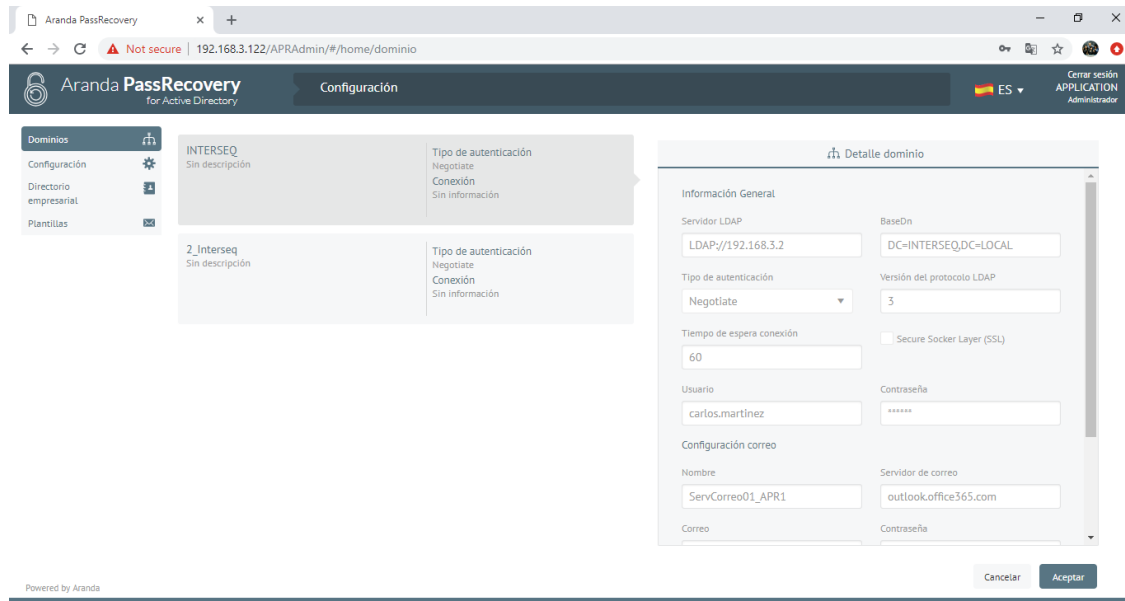 Aranda PassRecovery
Not secure | 192.168.3.122/APRAdmin/#/home/dominio
Aranda PassRecovery
for Active Directory
Configuración
ES
Cerrar sesión
APPLICATION
Administrador
Dominios
Configuración
Directorio
empresarial
Plantillas
INTERSEQ
Sin descripción
Tipo de autenticación
Negotiate
Conexión
Sin información
2_Interseq
Sin descripción
Tipo de autenticación
Negotiate
Conexión
Sin información
Detalle dominio
Información General
Servidor LDAP
BaseDn
LDAP://192.168.3.2
DC=INTERSEQ,DC=LOCAL
Tipo de autenticación
Versión del protocolo LDAP
Negotiate
3
Tiempo de espera conexión
Secure Socker Layer (SSL)
60
Usuario
Contraseña
carlos.martinez
******
Configuración correo
Nombre
Servidor de correo
ServCorreo01_APR1
outlook.office365.com
Correo
Contraseña
Cancelar
Aceptar
Powered by Aranda